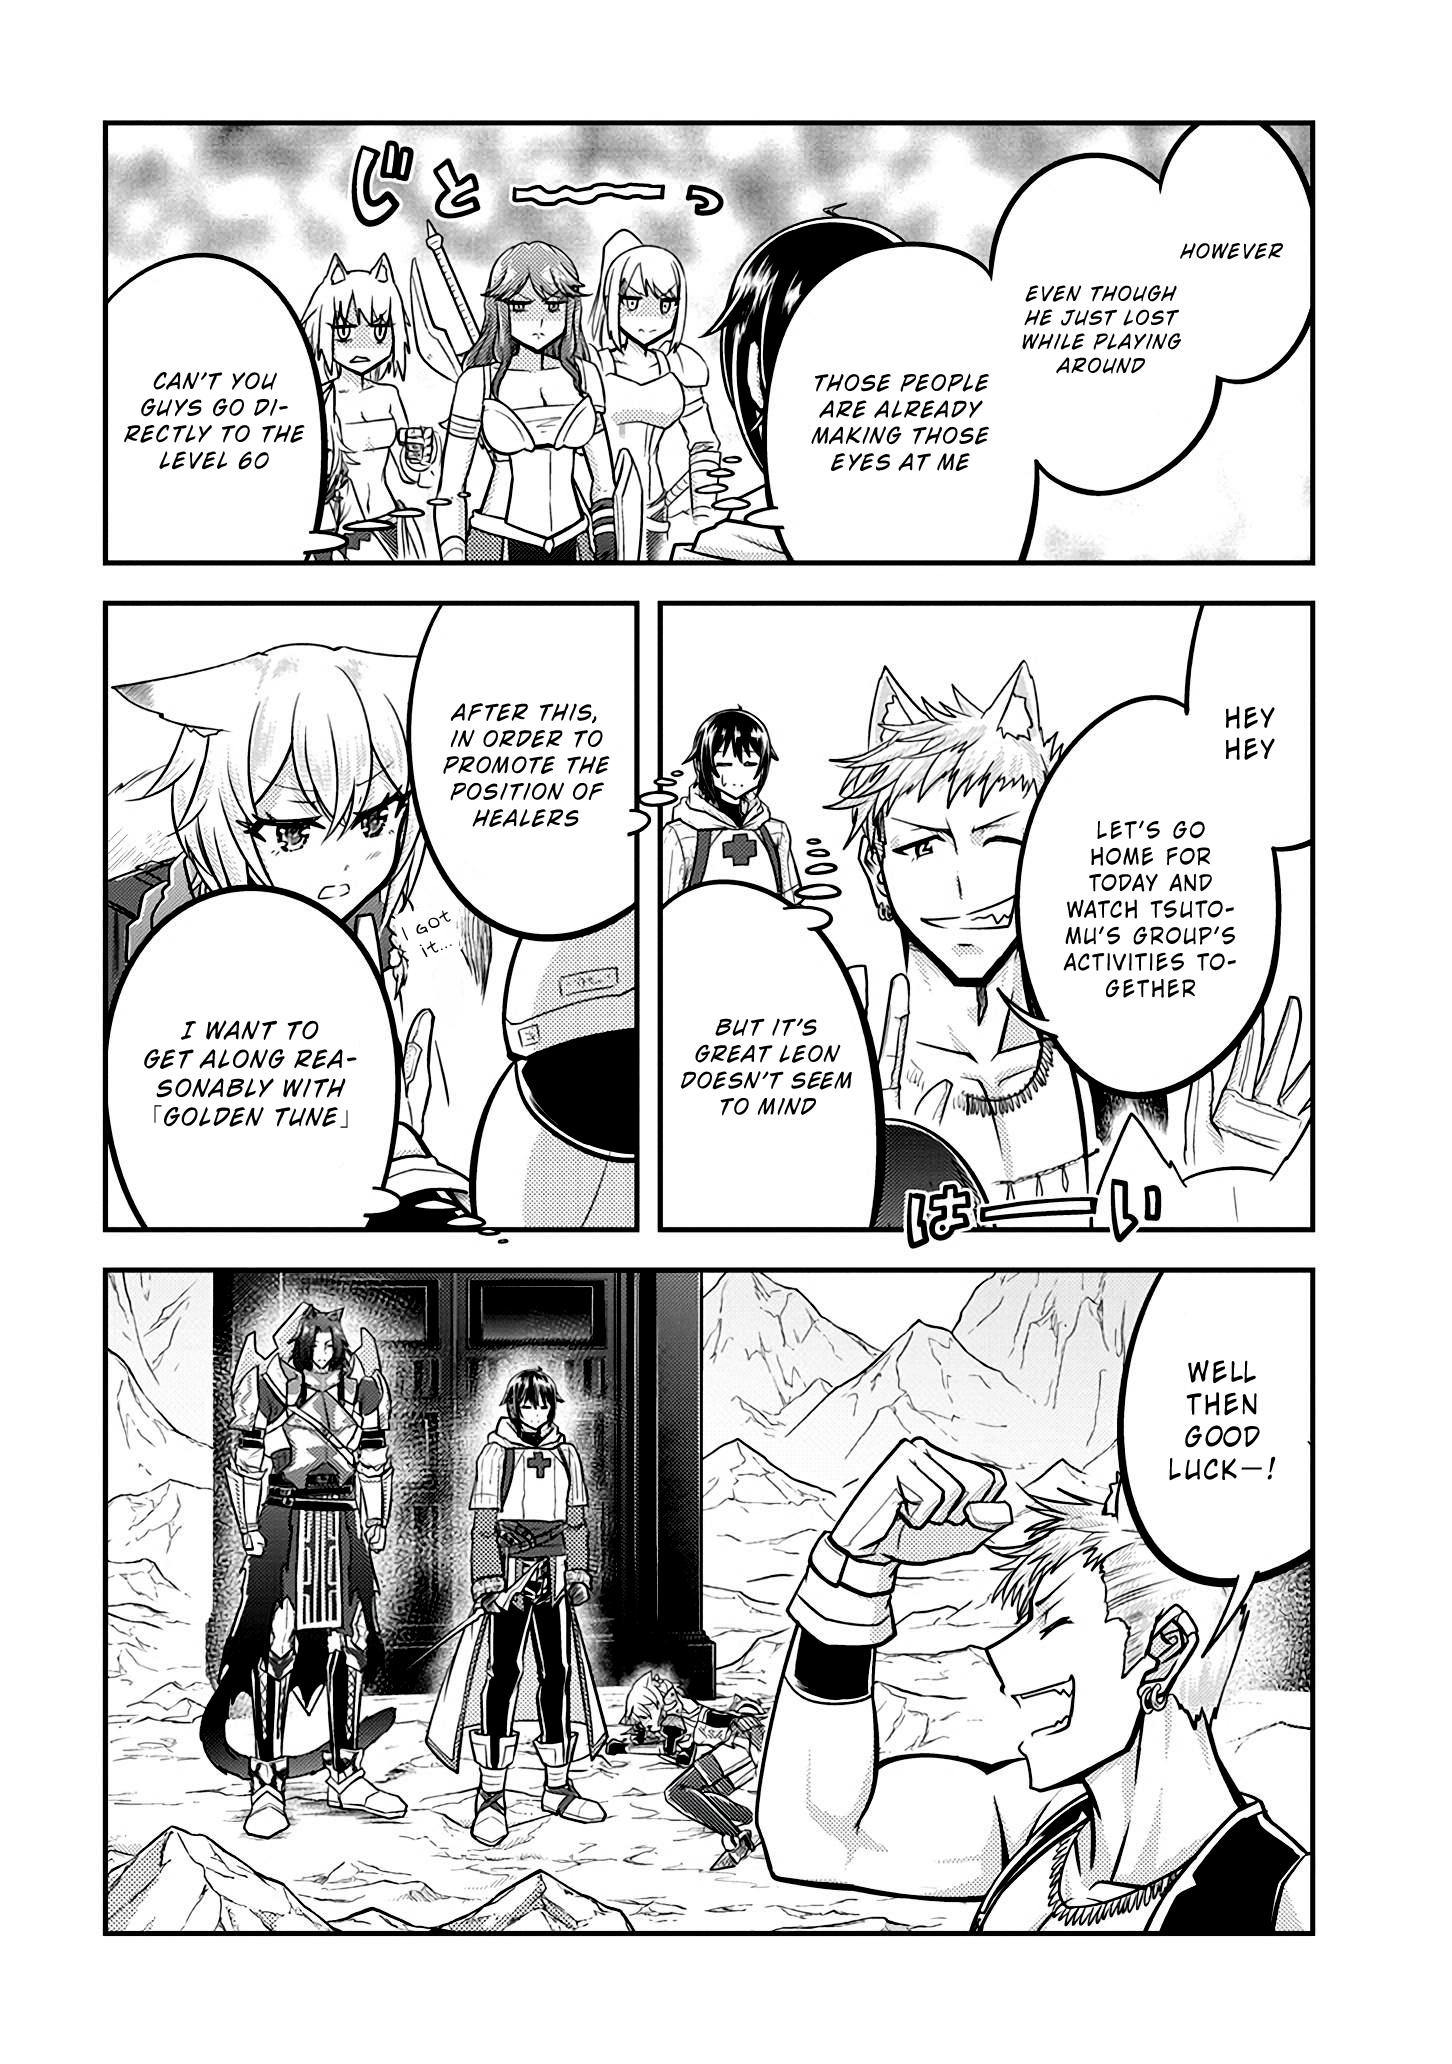 じとーーっ
HOWEVER
EVEN THOUGH
HE JUST LOST
WHILE PLAYING
AROUND
THOSE PEOPLE
ARE ALREADY
MAKING THOSE
EYES AT ME
CAN'T YOU
GUYS GO DI-
RECTLY TO THE
LEVEL 60
HEY
HEY
LET'S GO
HOME FOR
TODAY AND
WATCH TSUTO-
MU'S GROUP'S
ACTIVITIES TO-
GETHER
BUT IT'S
GREAT LEON
DOESN'T SEEM
TO MIND
はーい
AFTER THIS,
IN ORDER TO
PROMOTE THE
POSITION OF
HEALERS
I GOT
it...
I WANT TO
GET ALONG REA-
SONABLY WITH
「GOLDEN TUNE」
WELL
THEN
GOOD
LUCK—!